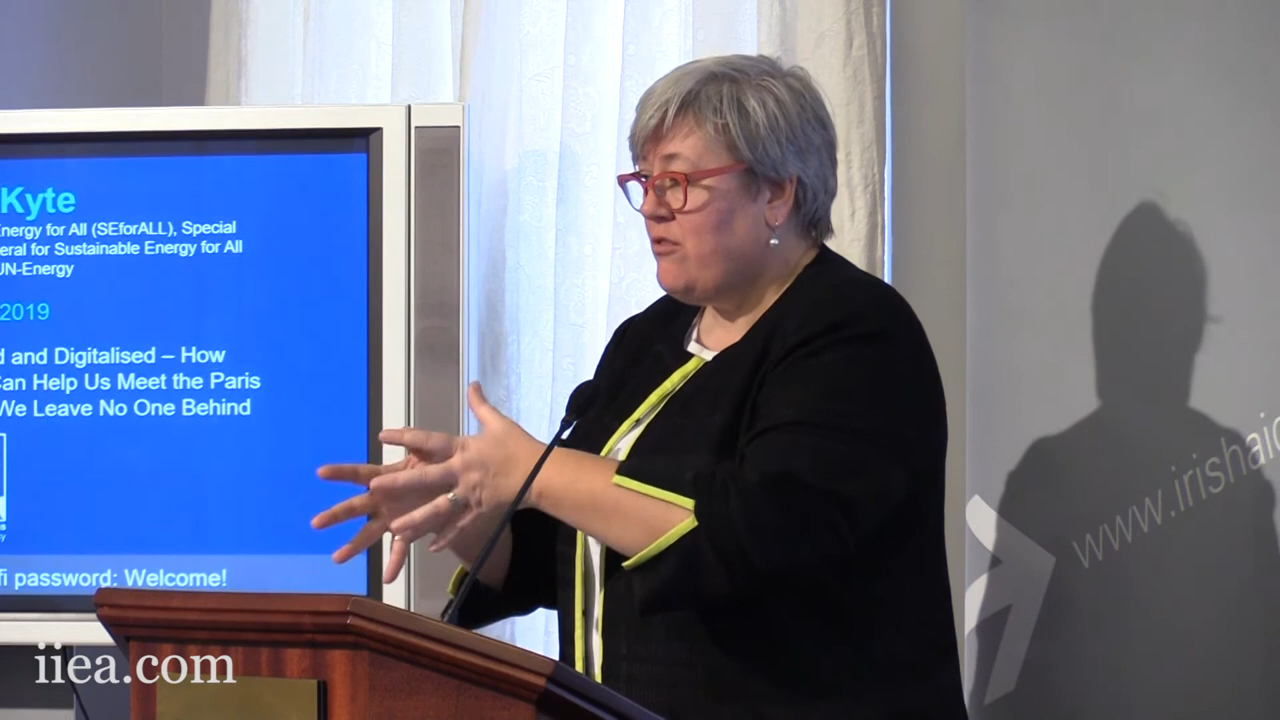 Kyte
nergy for All (SEforALL), Special
eral for Sustainable Energy for All
UN-Energy
2019
d and Digitalised – How
Can Help Us Meet the Paris
We Leave No One Behind
fi password: Welcome!
iiea.com
www.irishaid